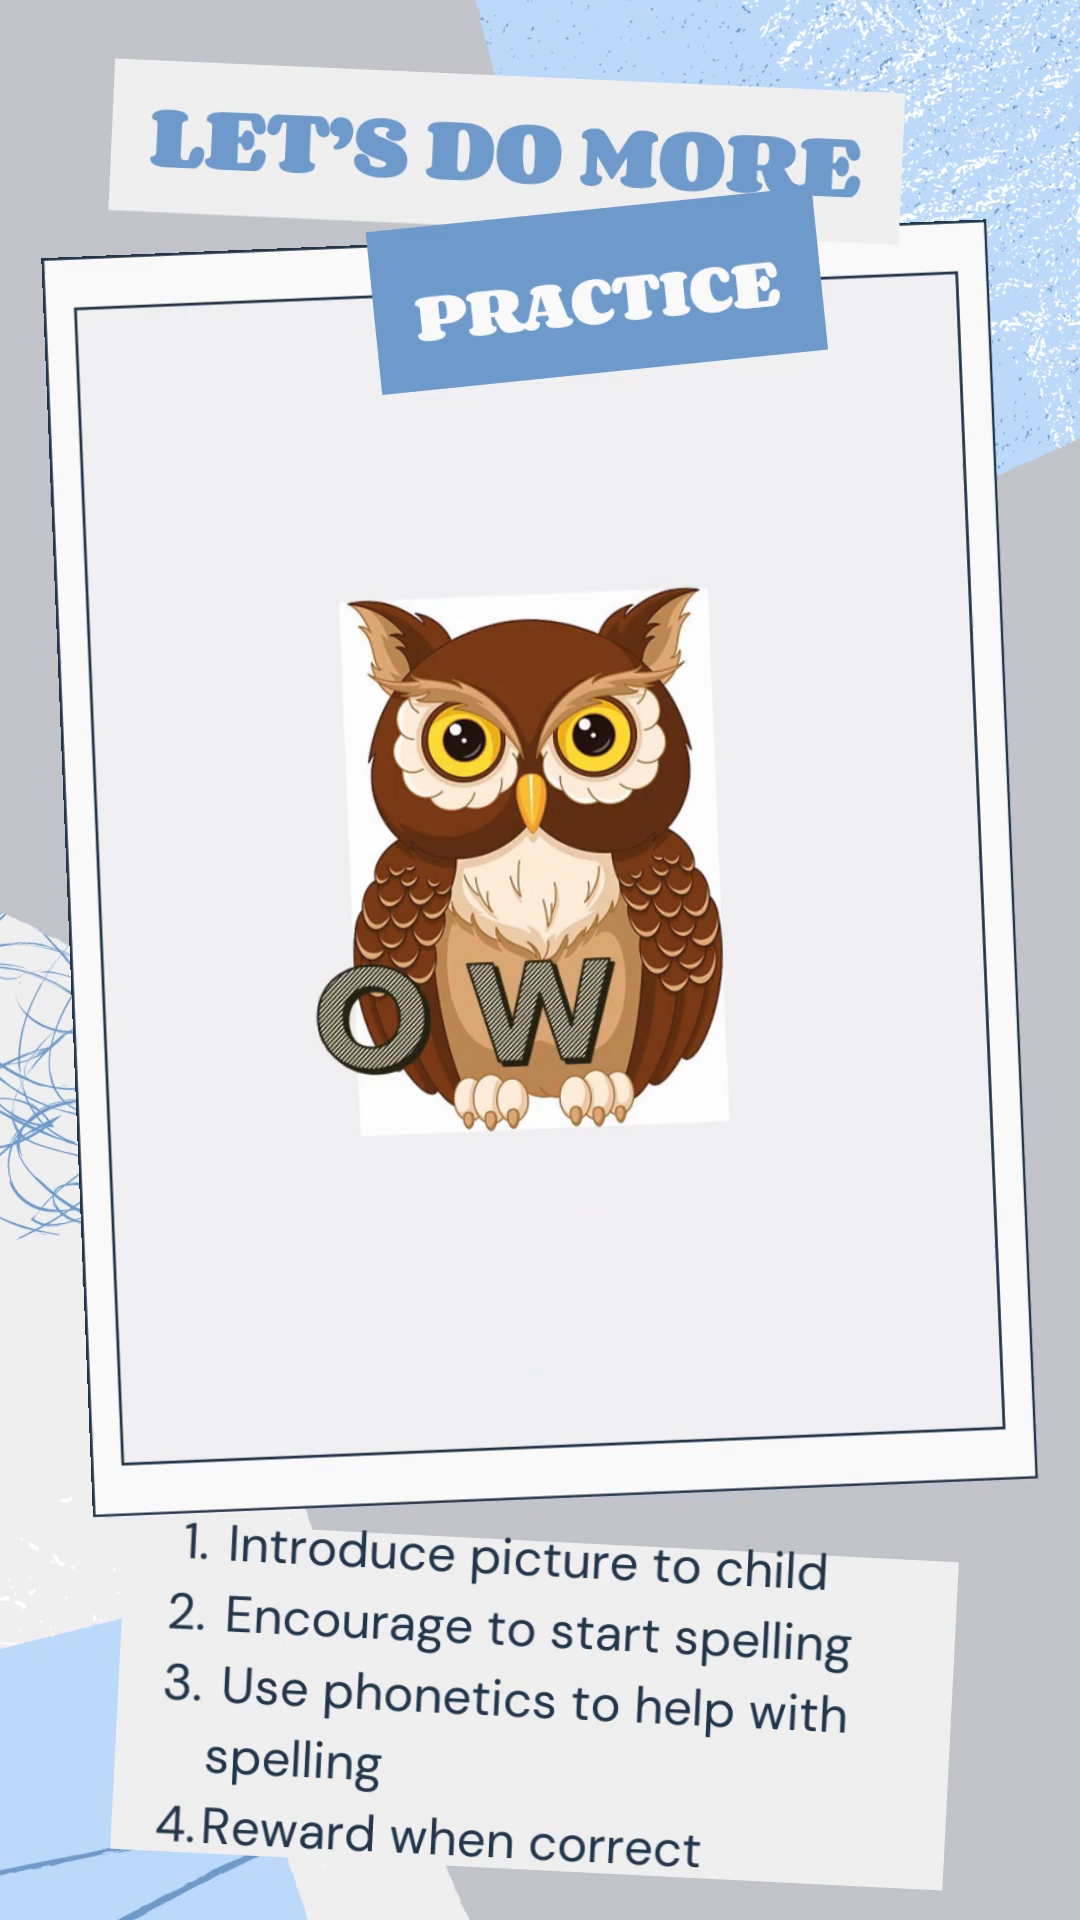 LET'S DO MORE
PRACTICE
O W
1. Introduce picture to child
2. Encourage to start spelling
3. Use phonetics to help with
spelling
4. Reward when correct